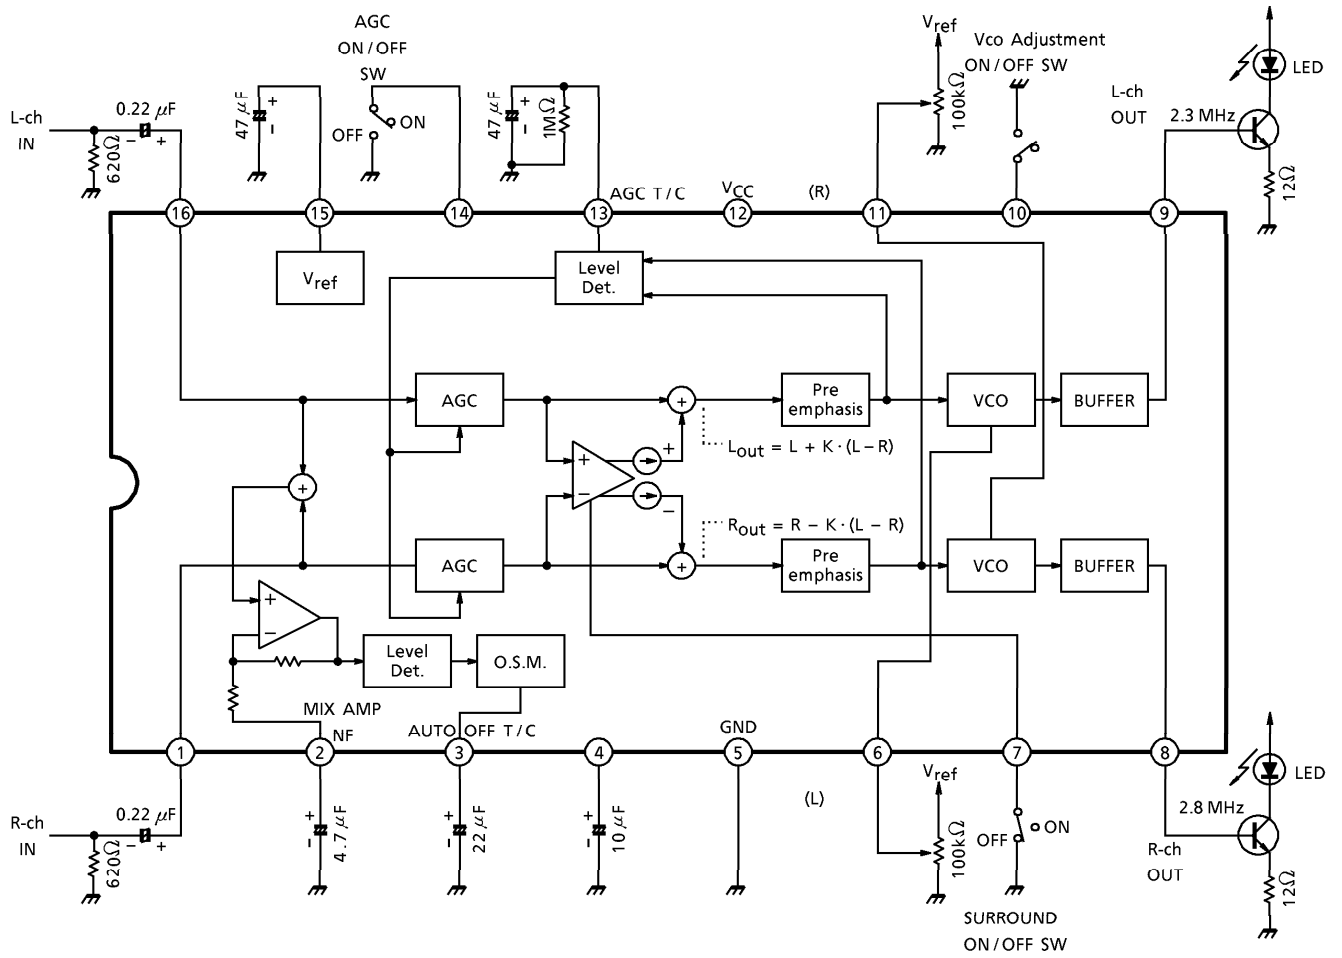 AGC
ON / OFF
SW
Vref
Vco Adjustment
ON / OFF SW
LED
L-ch
IN
0.22 μF
620Ω
47 μF
OFF
ON
47 μF
1MΩ
100kΩ
L-ch
OUT
2.3 MHz
12Ω
AGC T / C
VCC
(R)
16
15
14
13
12
11
10
9
Vref
Level
Det.
AGC
Pre
emphasis
VCO
BUFFER
Lout = L + K · (L – R)
Rout = R – K · (L – R)
AGC
Pre
emphasis
VCO
BUFFER
Level
Det.
O.S.M.
MIX AMP
NF
AUTO OFF T / C
GND
1
2
3
4
5
6
7
8
R-ch
IN
0.22 μF
620Ω
4.7 μF
22 μF
10 μF
(L)
Vref
100kΩ
OFF
ON
SURROUND
ON / OFF SW
R-ch
OUT
2.8 MHz
LED
12Ω